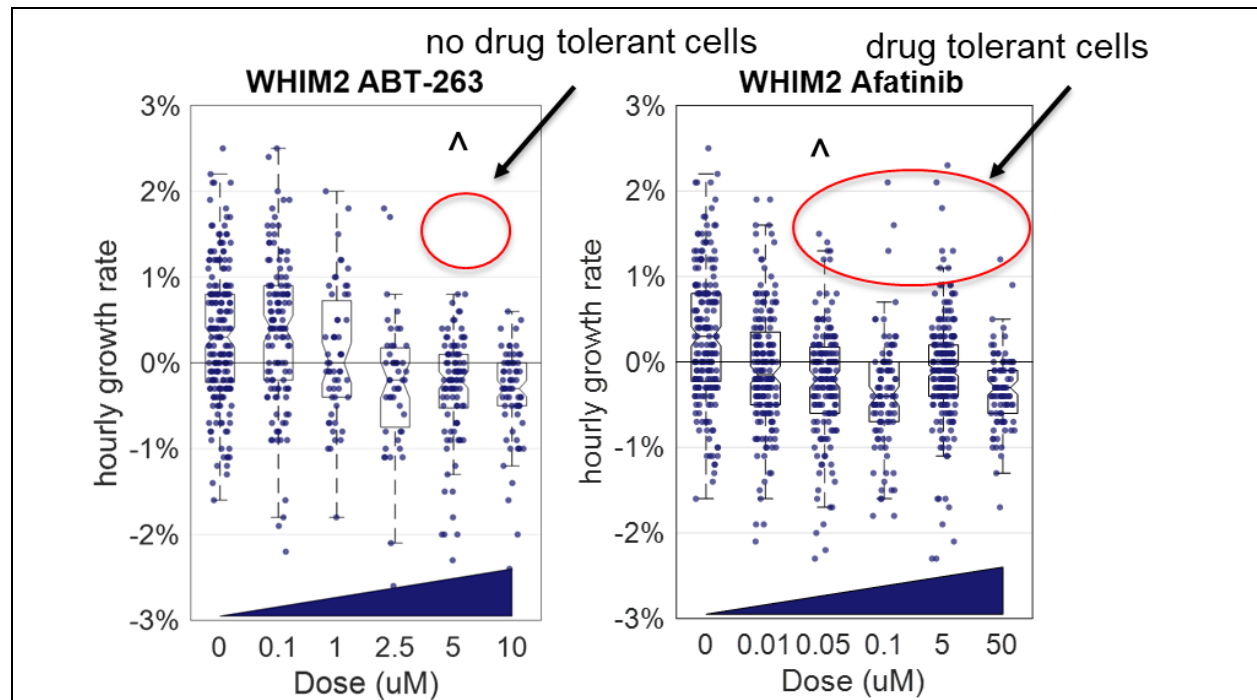 no drug tolerant cells
drug tolerant cells
WHIM2 ABT-263
WHIM2 Afatinib
hourly growth rate
3%
2%
1%
0%
-1%
-2%
-3%
^
0 0.1 1 2.5 5 10
Dose (uM)
hourly growth rate
3%
2%
1%
0%
-1%
-2%
-3%
^
0 0.01 0.05 0.1 5 50
Dose (uM)